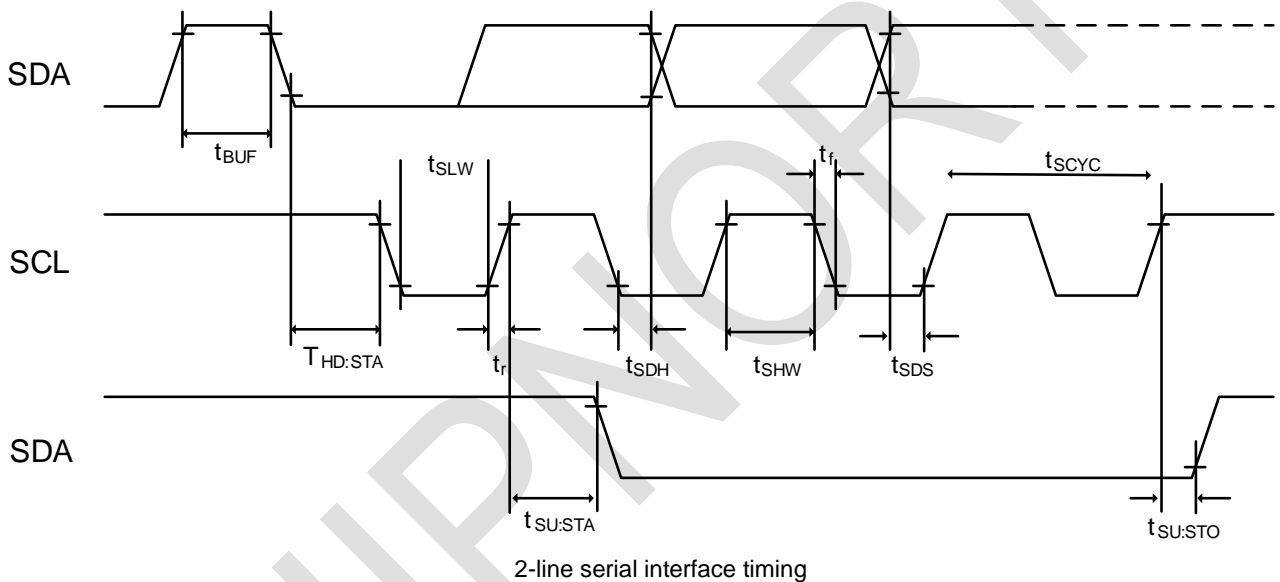 SDA
tBUF
tSLW
tf
tSCYC
SCL
THD:STA
tr
tSDH
tSHW
tSDS
SDA
tSU:STA
tSU:STO
2-line serial interface timing